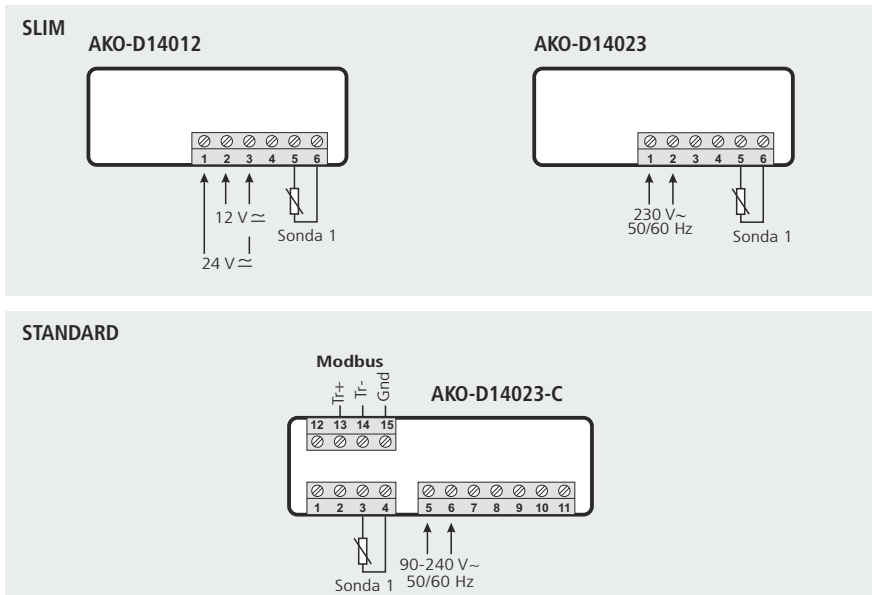 SLIM
AKO-D14012
1 2 3 4 5 6
12 V ≃
Sonda 1
24 V ≃
AKO-D14023
1 2 3 4 5 6
230 V~
50/60 Hz
Sonda 1
STANDARD
Modbus
Tr+ Tr- Gnd
AKO-D14023-C
12 13 14 15
1 2 3 4 5 6 7 8 9 10 11
90-240 V~
50/60 Hz
Sonda 1